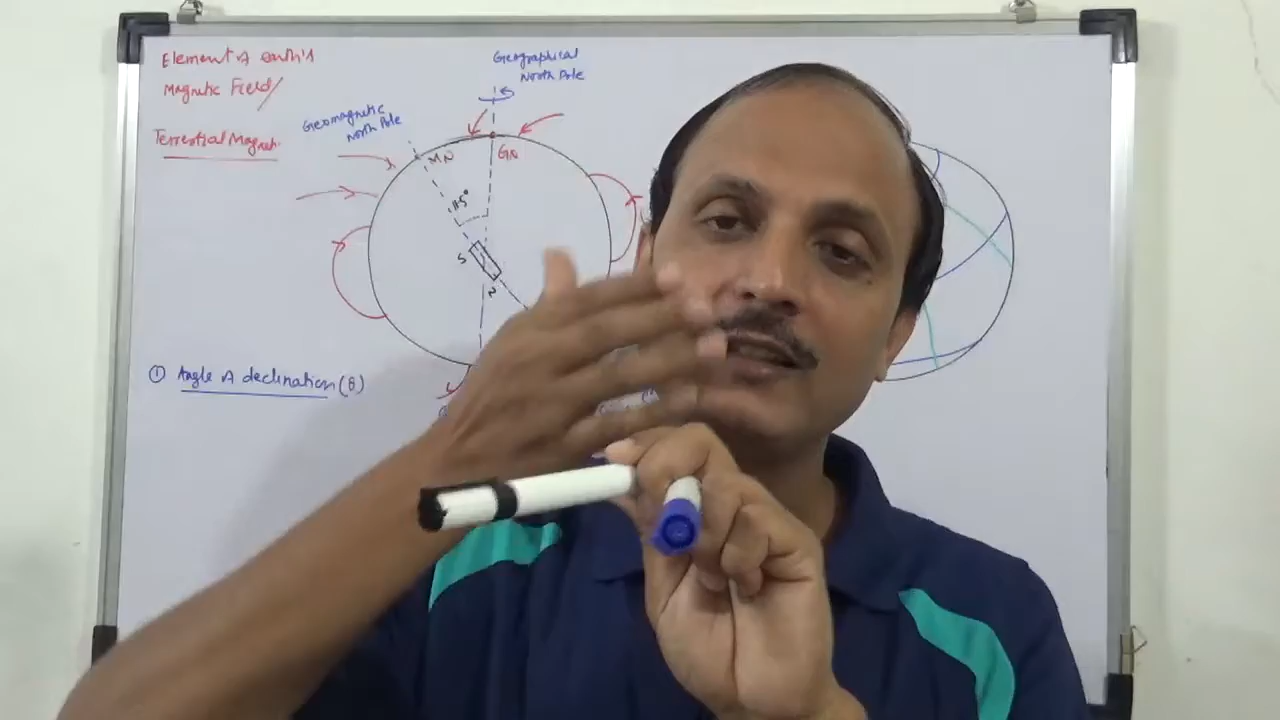 Element of earth's
Magnetic Field/
Terrestial Magneti
Geographical
North Pole
Geomagnetic
North Pole
MN
GN
11.5°
S
N
① Angle of declination (θ)